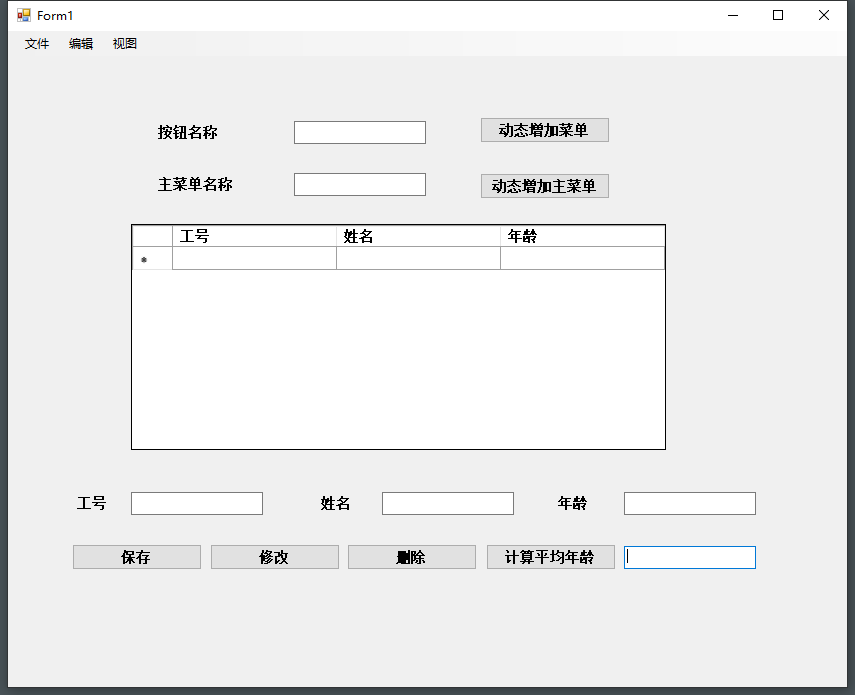 Form1
文件 编辑 视图
按钮名称 动态增加菜单
主菜单名称 动态增加主菜单
工号 姓名 年龄
工号 姓名 年龄
保存 修改 删除 计算平均年龄